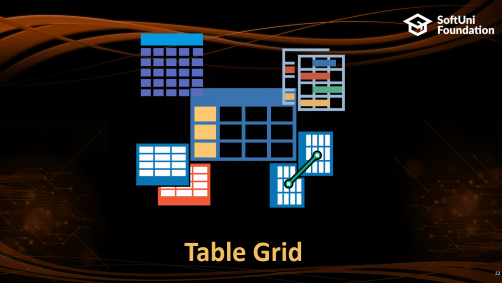 SoftUni
Foundation
Table Grid
22